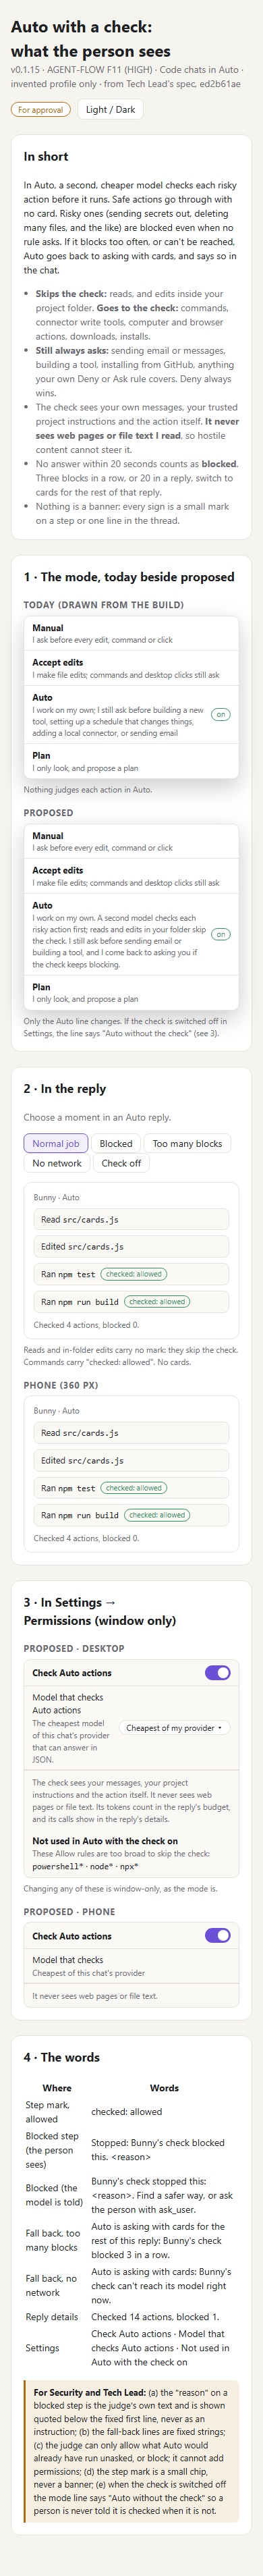 Auto with a check:
what the person sees
v0.1.15 · AGENT-FLOW F11 (HIGH) · Code chats in Auto ·
invented profile only · from Tech Lead's spec, ed2b61ae
For approval
Light / Dark
In short
In Auto, a second, cheaper model checks each risky
action before it runs. Safe actions go through with
no card. Risky ones (sending secrets out, deleting
many files, and the like) are blocked even when no
rule asks. If it blocks too often, or can't be reached,
Auto goes back to asking with cards, and says so in
the chat.
• Skips the check: reads, and edits inside your
project folder. Goes to the check: commands,
connector write tools, computer and browser
actions, downloads, installs.
• Still always asks: sending email or messages,
building a tool, installing from GitHub, anything
your own Deny or Ask rule covers. Deny always
wins.
• The check sees your own messages, your trusted
project instructions and the action itself. It never
sees web pages or file text I read, so hostile
content cannot steer it.
• No answer within 20 seconds counts as blocked.
Three blocks in a row, or 20 in a reply, switch to
cards for the rest of that reply.
• Nothing is a banner: every sign is a small mark
on a step or one line in the thread.
1 · The mode, today beside proposed
TODAY (DRAWN FROM THE BUILD)
Manual
I ask before every edit, command or click
Accept edits
I make file edits; commands and desktop clicks still ask
Auto
I work on my own; I still ask before building a new
tool, setting up a schedule that changes things,
adding a local connector, or sending email
on
Plan
I only look, and propose a plan
Nothing judges each action in Auto.
PROPOSED
Manual
I ask before every edit, command or click
Accept edits
I make file edits; commands and desktop clicks still ask
Auto
I work on my own. A second model checks each
risky action first; reads and edits in your folder skip
the check. I still ask before sending email or
building a tool, and I come back to asking you if
the check keeps blocking.
on
Plan
I only look, and propose a plan
Only the Auto line changes. If the check is switched off in
Settings, the line says "Auto without the check" (see 3).
2 · In the reply
Choose a moment in an Auto reply.
Normal job
Blocked
Too many blocks
No network
Check off
Bunny · Auto
Read src/cards.js
Edited src/cards.js
Ran npm test checked: allowed
Ran npm run build checked: allowed
Checked 4 actions, blocked 0.
Reads and in-folder edits carry no mark: they skip the check.
Commands carry "checked: allowed". No cards.
PHONE (360 PX)
Bunny · Auto
Read src/cards.js
Edited src/cards.js
Ran npm test checked: allowed
Ran npm run build checked: allowed
Checked 4 actions, blocked 0.
3 · In Settings →
Permissions (window only)
PROPOSED · DESKTOP
Check Auto actions
Model that checks
Auto actions
The cheapest model
of this chat's provider
that can answer in
JSON.
Cheapest of my provider ▾
The check sees your messages, your project
instructions and the action itself. It never sees web
pages or file text. Its tokens count in the reply's budget,
and its calls show in the reply's details.
Not used in Auto with the check on
These Allow rules are too broad to skip the check:
powershell* · node* · npx*
Changing any of these is window-only, as the mode is.
PROPOSED · PHONE
Check Auto actions
Model that checks
Cheapest of this chat's provider
It never sees web pages or file text.
4 · The words
Where Words
Step mark,
allowed
checked: allowed
Blocked step
(the person
sees)
Stopped: Bunny's check blocked
this. <reason>
Blocked (the
model is told)
Bunny's check stopped this:
<reason>. Find a safer way, or ask
the person with ask_user.
Fall back, too
many blocks
Auto is asking with cards for the
rest of this reply: Bunny's check
blocked 3 in a row.
Fall back, no
network
Auto is asking with cards: Bunny's
check can't reach its model right
now.
Reply details
Checked 14 actions, blocked 1.
Settings
Check Auto actions · Model that
checks Auto actions · Not used in
Auto with the check on
For Security and Tech Lead: (a) the "reason" on a
blocked step is the judge's own text and is shown
quoted below the fixed first line, never as an
instruction; (b) the fall-back lines are fixed strings;
(c) the judge can only allow what Auto would
already have run unasked, or block; it cannot add
permissions; (d) the step mark is a small chip,
never a banner; (e) when the check is switched off
the mode line says "Auto without the check" so a
person is never told it is checked when it is not.